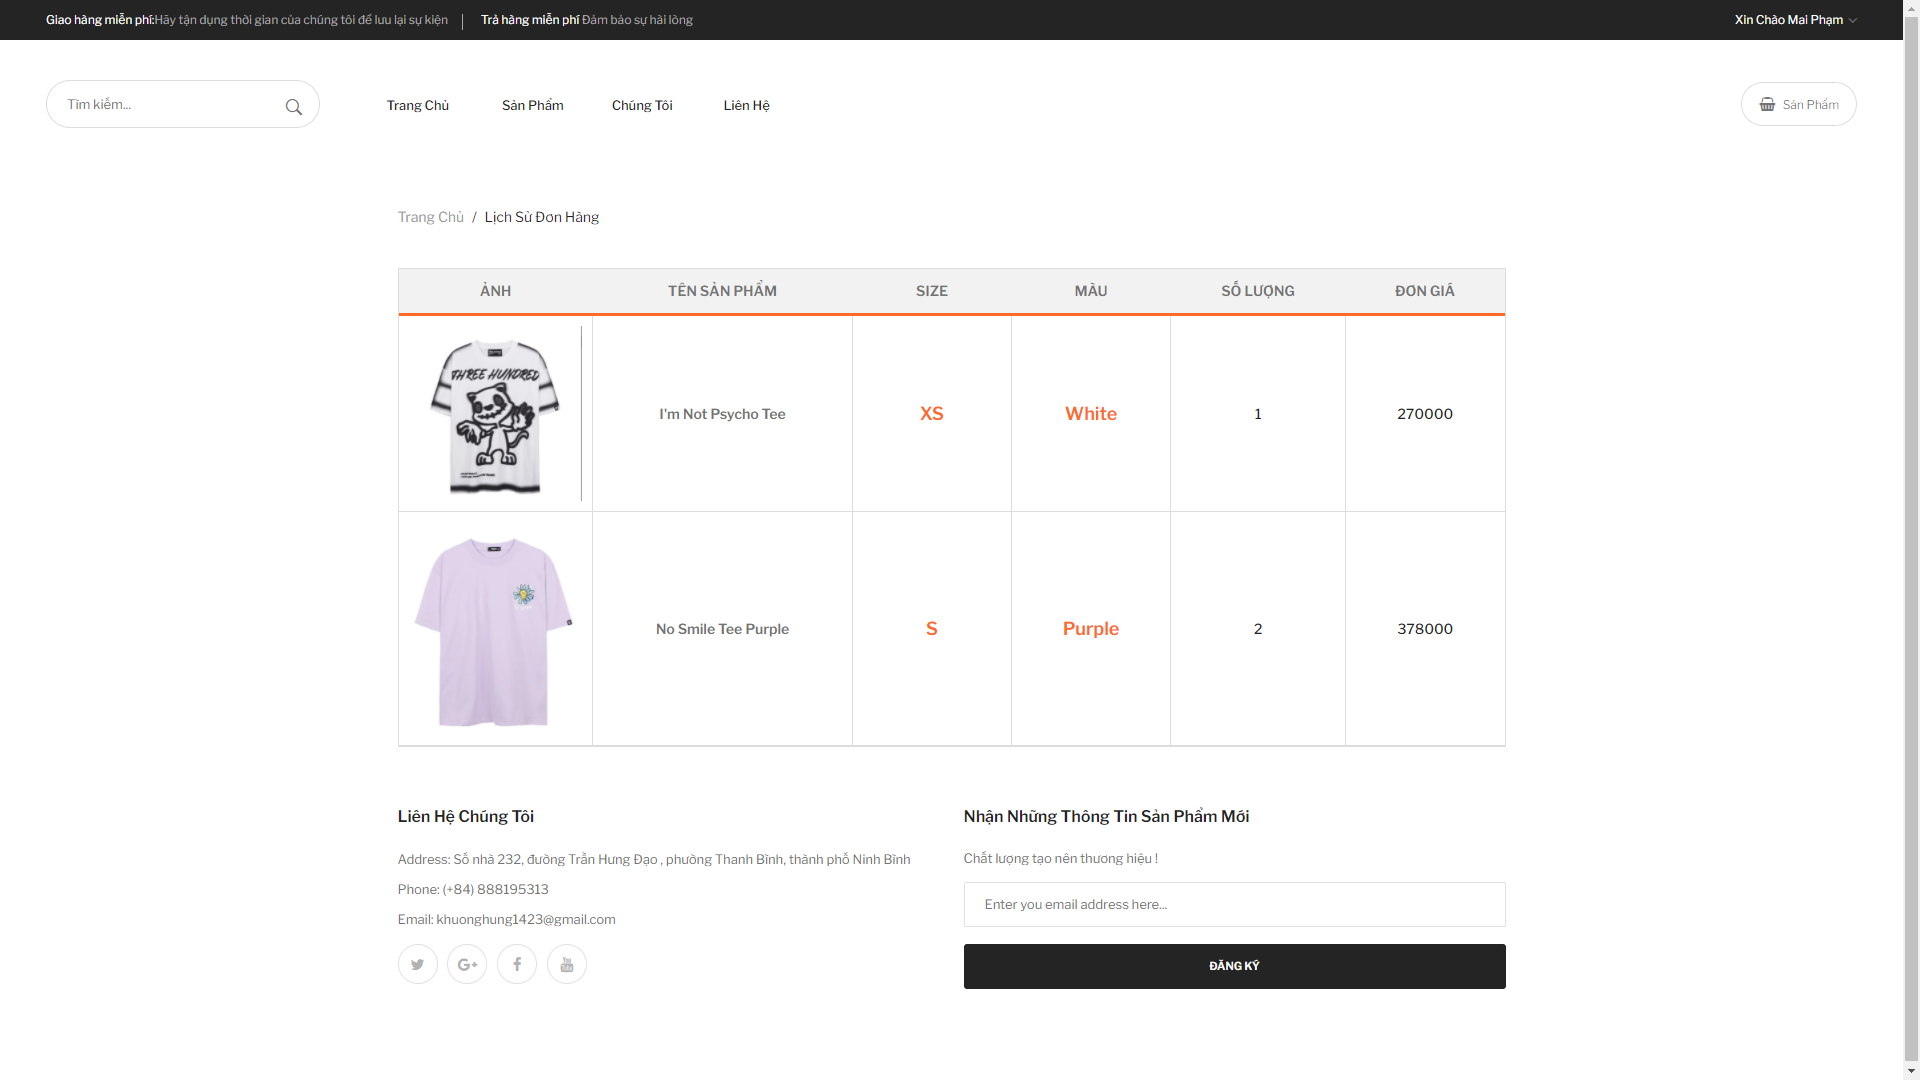 Giao hàng miễn phí:Hãy tận dụng thời gian của chúng tôi để lưu lại sự kiện
Trả hàng miễn phí Đảm bảo sự hài lòng
Xin Chào Mai Phạm
Tìm kiếm...
Trang Chủ
Sản Phẩm
Chúng Tôi
Liên Hệ
Sản Phẩm
Trang Chủ / Lịch Sử Đơn Hàng
ẢNH
TÊN SẢN PHẨM
SIZE
MÀU
SỐ LƯỢNG
ĐƠN GIÁ
THREE HUNDRED
I'm Not Psycho Tee
XS
White
1
270000
No Smile Tee Purple
S
Purple
2
378000
Liên Hệ Chúng Tôi
Address: Số nhà 232, đường Trần Hưng Đạo , phường Thanh Bình, thành phố Ninh Bình
Phone: (+84) 888195313
Email: khuonghung1423@gmail.com
Nhận Những Thông Tin Sản Phẩm Mới
Chất lượng tạo nên thương hiệu !
Enter you email address here...
ĐĂNG KÝ